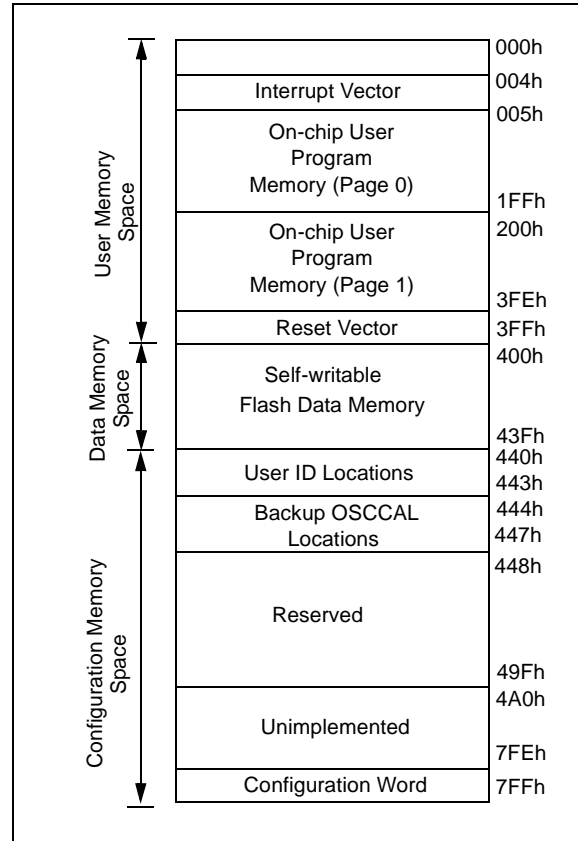 000h
004h
Interrupt Vector
005h
On-chip User
Program
Memory (Page 0)
1FFh
User Memory
Space
200h
On-chip User
Program
Memory (Page 1)
3FEh
Reset Vector
3FFh
400h
Data Memory
Space
Self-writable
Flash Data Memory
43Fh
440h
User ID Locations
443h
444h
Backup OSCCAL
Locations
447h
448h
Configuration Memory
Space
Reserved
49Fh
4A0h
Unimplemented
7FEh
Configuration Word
7FFh